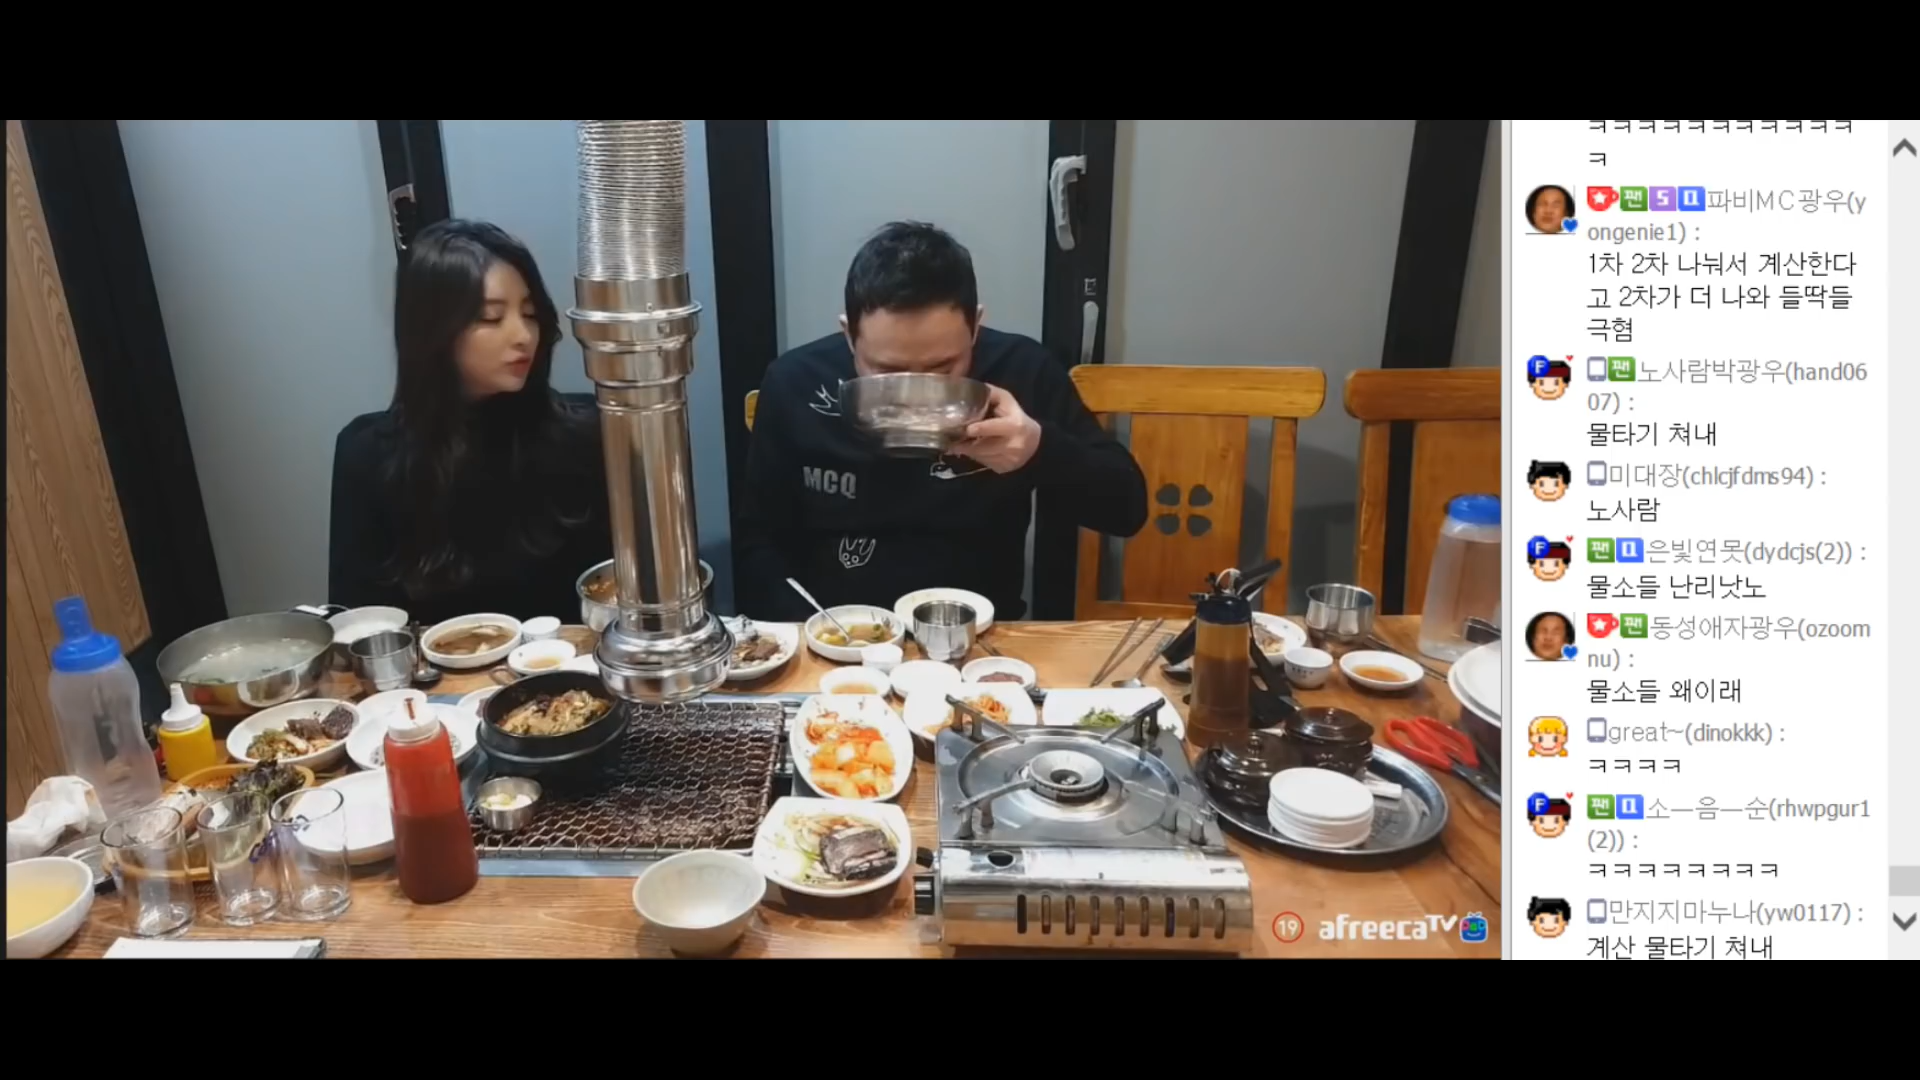 MCQ
19 afreecaTV
ㅋㅋㅋㅋㅋㅋㅋㅋㅋㅋㅋ
ㅋ
팬 S Q 파비MC광우(y
ongenie1) :
1차 2차 나눠서 계산한다
고 2차가 더 나와 들딱들
극혐
F 팬 노사람박광우(hand06
07) :
물타기 쳐내
미대장(chlcjfdms94) :
노사람
F 팬 Q 은빛연못(dydcjs(2)) :
물소들 난리낫노
팬 동성애자광우(ozoom
nu) :
물소들 왜이래
great~(dinokkk) :
ㅋㅋㅋㅋ
F 팬 Q 소ㅡ음ㅡ순(rhwpgur1
(2)) :
ㅋㅋㅋㅋㅋㅋㅋㅋ
만지지마누나(yw0117) :
계산 물타기 쳐내